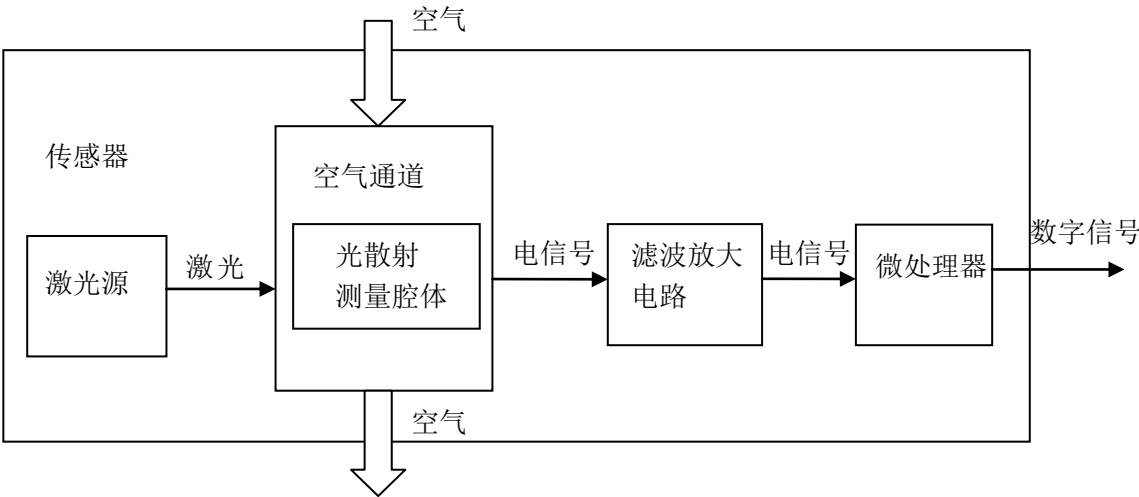 空气
传感器
空气通道
激光源
激光
光散射
测量腔体
电信号
滤波放大
电路
电信号
微处理器
数字信号
空气